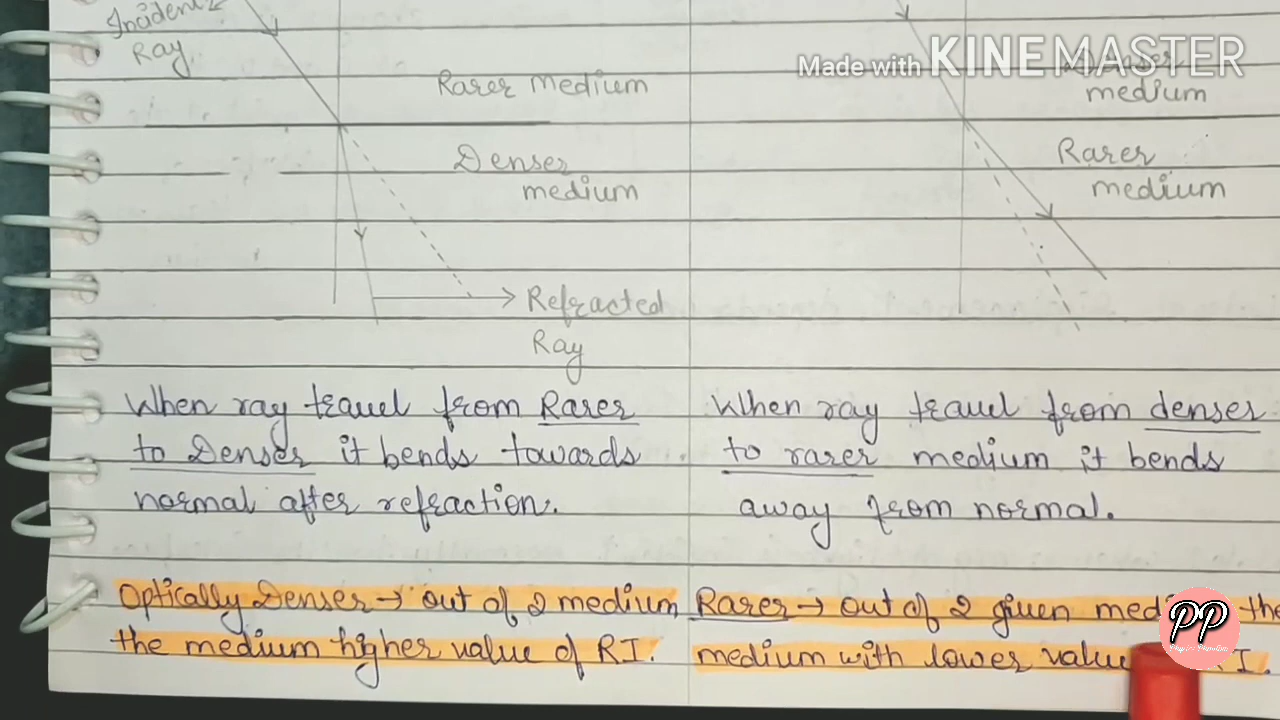 Incident
Ray
Rarer medium
Denser
medium
Refracted
Ray
Made with KINEMASTER
medium
Rarer
medium
When ray travel from Rarer
to Denser it bends towards
normal after refraction.
When ray travel from denser
to rarer medium it bends
away from normal.
Optically Denser → out of 2 medium
the medium higher value of RI.
Rarer → out of 2 given the
medium with lower value I.
PP